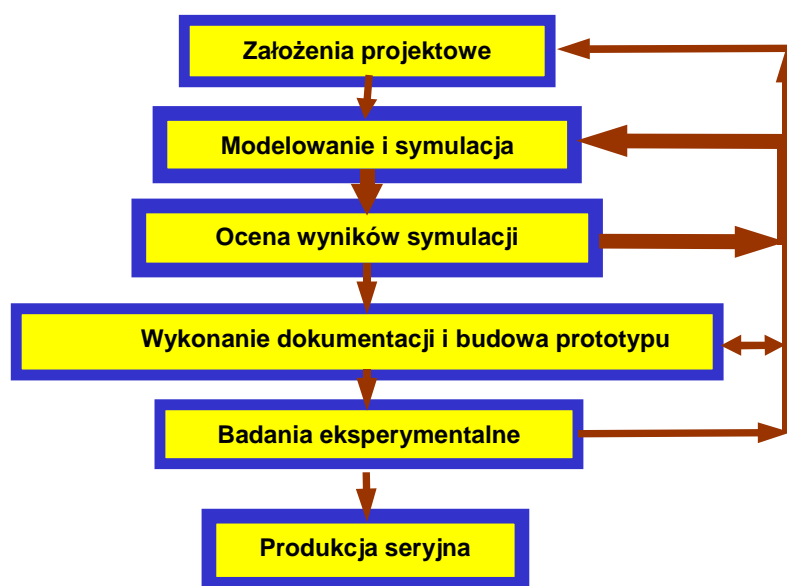 Założenia projektowe
Modelowanie i symulacja
Ocena wyników symulacji
Wykonanie dokumentacji i budowa prototypu
Badania eksperymentalne
Produkcja seryjna